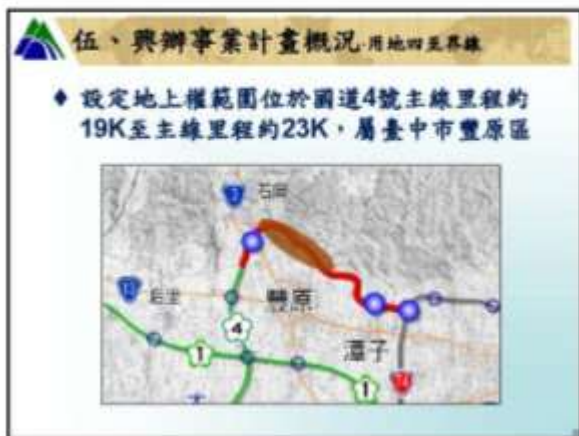 伍、興辦事業計畫概況-用地四至界線
◆ 設定地上權範圍位於國道4號主線里程約
19K至主線里程約23K，屬臺中市豐原區
3
石岡
13
后里
豐原
4
潭子
1
1
74